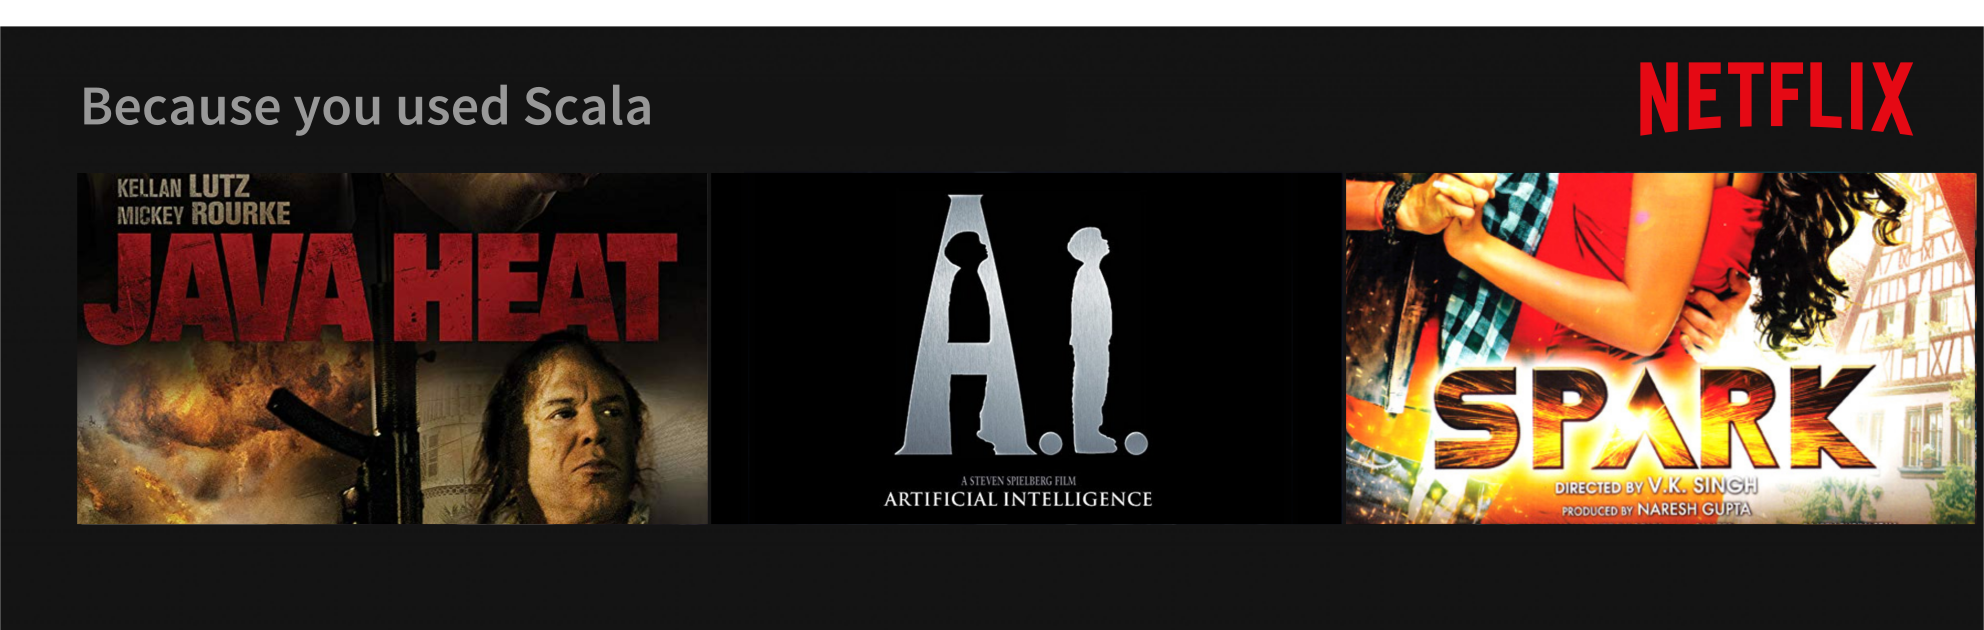 Because you used Scala
NETFLIX
KELLAN LUTZ
MICKEY ROURKE
JAVA HEAT
A.I.
A STEVEN SPIELBERG FILM
ARTIFICIAL INTELLIGENCE
SPARK
DIRECTED BY V.K. SINGH
PRODUCED BY NARESH GUPTA